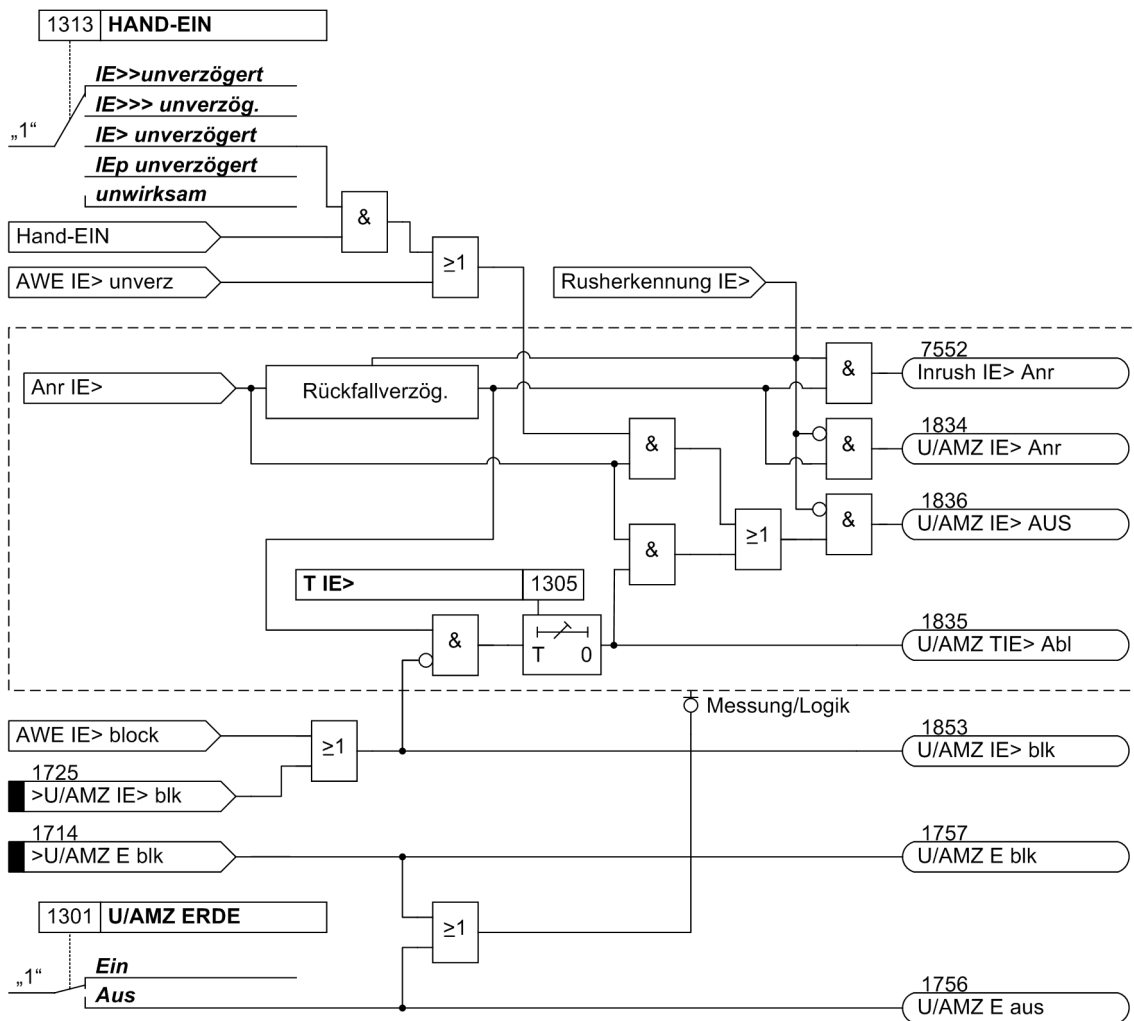 1313 HAND-EIN
IE>>unverzögert
IE>>> unverzög.
„1“
IE> unverzögert
IEp unverzögert
unwirksam
&
Hand-EIN
≥1
AWE IE> unverz
Rusherkennung IE>
7552
Anr IE>
Rückfallverzög.
&
Inrush IE> Anr
1834
&
&
U/AMZ IE> Anr
1836
&
≥1
&
U/AMZ IE> AUS
T IE> 1305
1835
&
T 0
U/AMZ TIE> Abl
Messung/Logik
AWE IE> block
≥1
1853
U/AMZ IE> blk
1725
>U/AMZ IE> blk
1714
>U/AMZ E blk
1757
U/AMZ E blk
1301 U/AMZ ERDE
≥1
Ein
„1“
Aus
1756
U/AMZ E aus